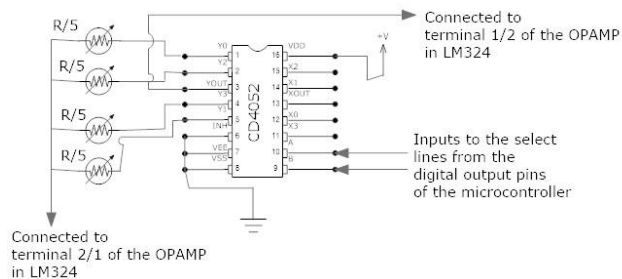 Connected to
terminal 1/2 of the OPAMP
in LM324
+V
R/5
R/5
R/5
R/5
Y0
Y2
YOUT
Y3
Y1
INH
VEE
VSS
1
2
3
4
5
6
7
8
CD4052
16
15
14
13
12
11
10
9
VDD
X2
X1
XOUT
X0
X3
A
B
Inputs to the select
lines from the
digital output pins
of the microcontroller
Connected to
terminal 2/1 of the OPAMP
in LM324